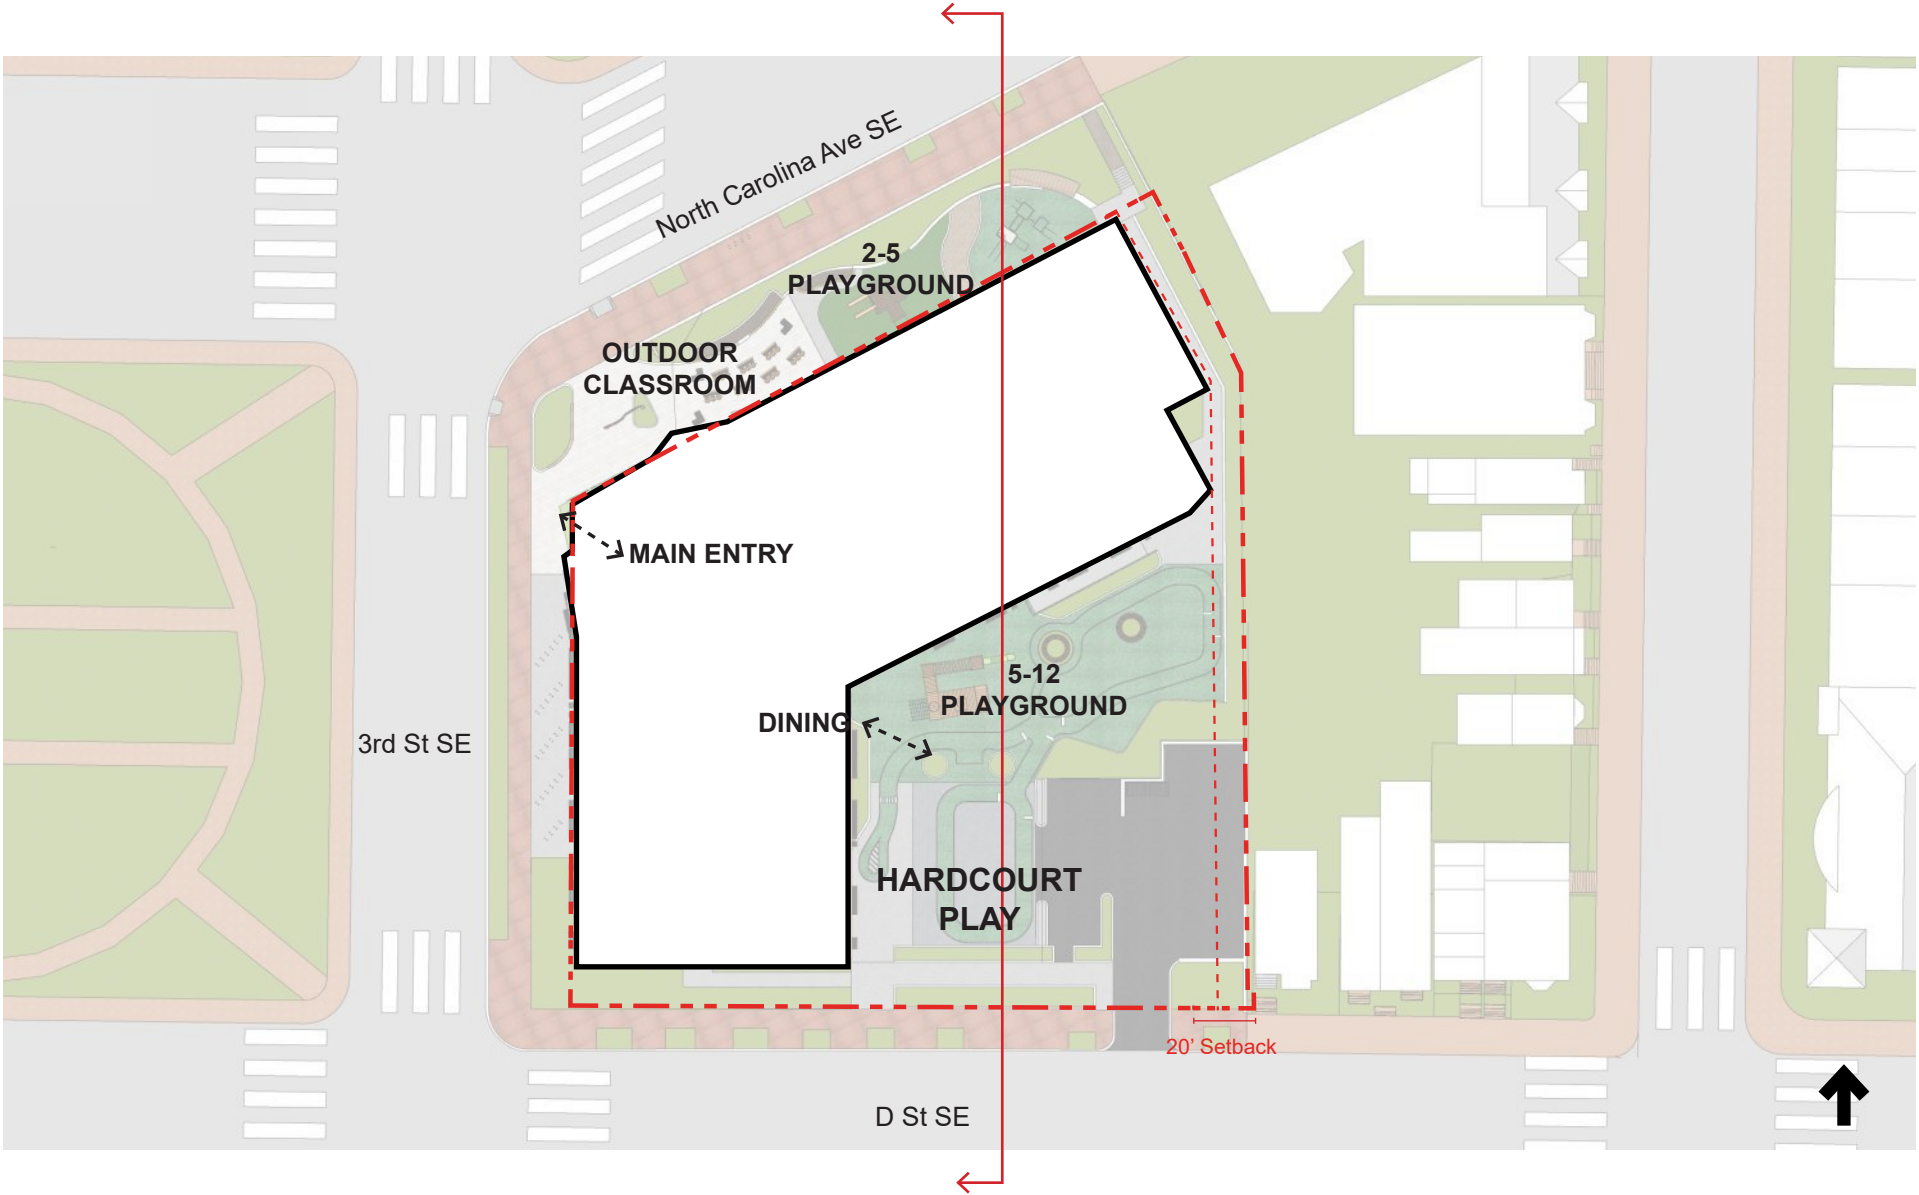 North Carolina Ave SE
2-5
PLAYGROUND
OUTDOOR
CLASSROOM
MAIN ENTRY
5-12
PLAYGROUND
DINING
3rd St SE
HARDCOURT
PLAY
20' Setback
D St SE